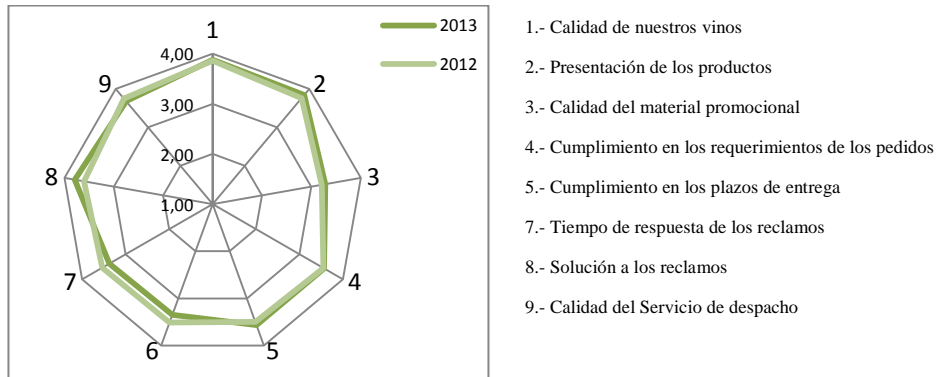 1
2013
4,00
2012
9
2
3,00
2,00
8
1,00
3
7
4
6
5
1.- Calidad de nuestros vinos
2.- Presentación de los productos
3.- Calidad del material promocional
4.- Cumplimiento en los requerimientos de los pedidos
5.- Cumplimiento en los plazos de entrega
7.- Tiempo de respuesta de los reclamos
8.- Solución a los reclamos
9.- Calidad del Servicio de despacho